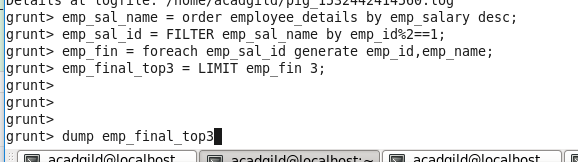 Details at logfile: /home/acadgild/pig_1532442414560.log
grunt> emp_sal_name = order employee_details by emp_salary desc;
grunt> emp_sal_id = FILTER emp_sal_name by emp_id%2==1;
grunt> emp_fin = foreach emp_sal_id generate emp_id,emp_name;
grunt> emp_final_top3 = LIMIT emp_fin 3;
grunt>
grunt>
grunt>
grunt> dump emp_final_top3
acadgild@localhost acadgild@localhost:~ acadgild@localhost